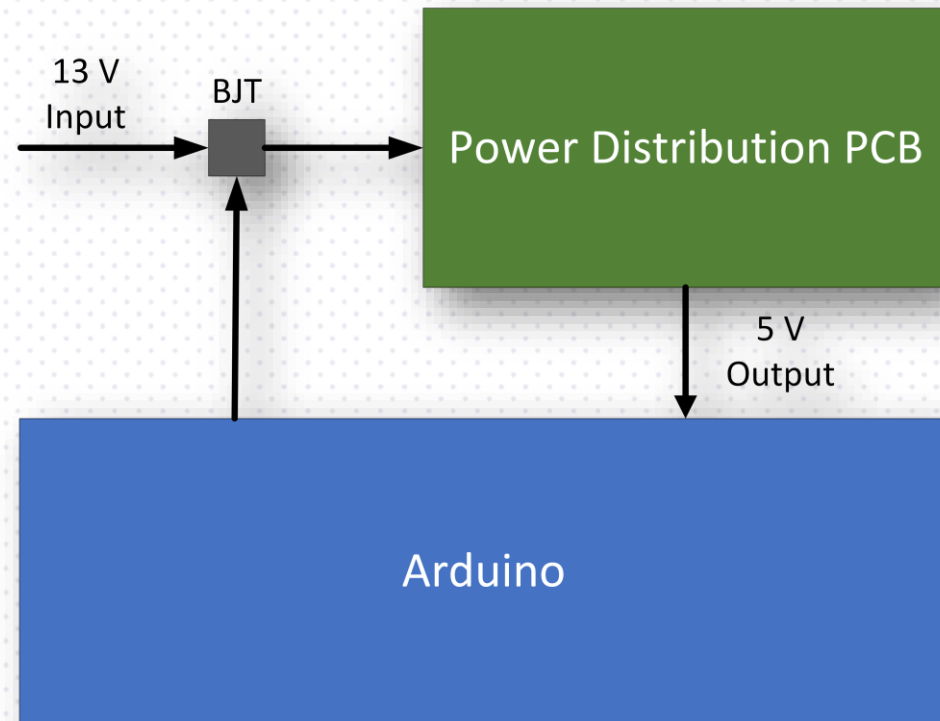 13 V
Input
BJT
Power Distribution PCB
5 V
Output
Arduino